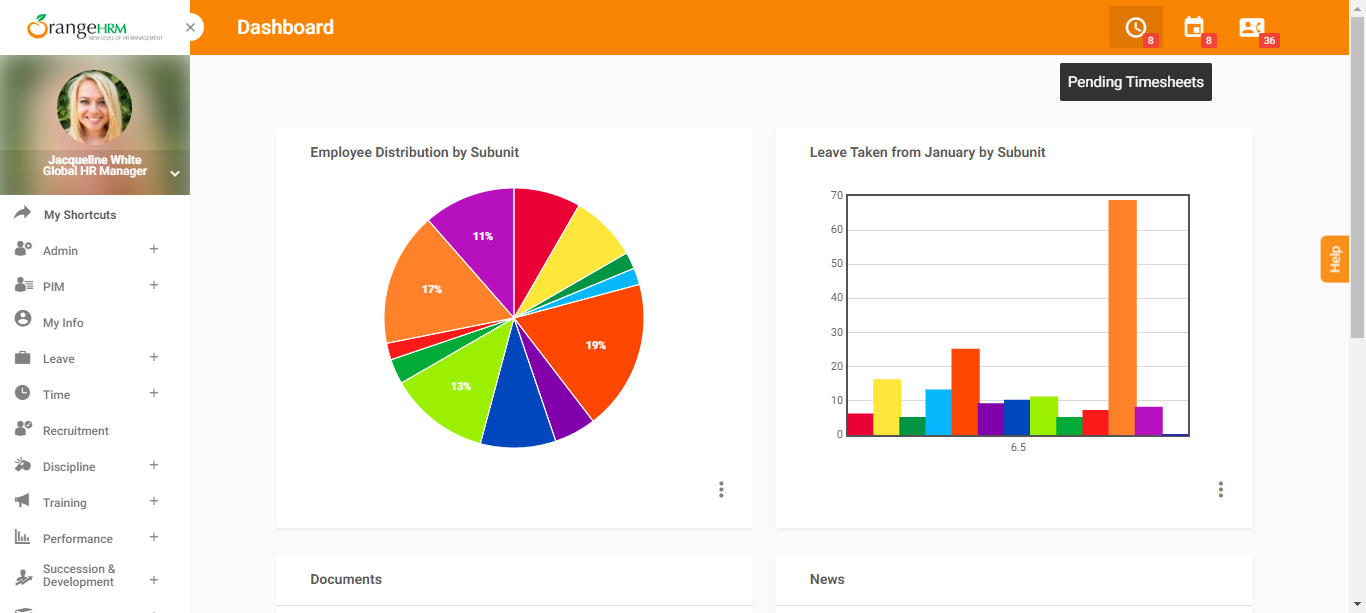 OrangeHRM
NEW LEVEL OF HR MANAGEMENT
Dashboard
8
8
36
Pending Timesheets
Jacqueline White
Global HR Manager
My Shortcuts
Admin
PIM
My Info
Leave
Time
Recruitment
Discipline
Training
Performance
Succession &
Development
Employee Distribution by Subunit
11%
17%
19%
13%
Leave Taken from January by Subunit
70
60
50
40
30
20
10
0
6.5
Help
Documents
News